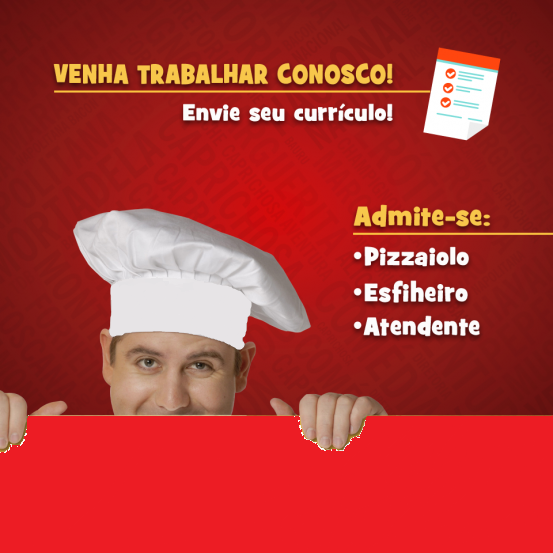 VENHA TRABALHAR CONOSCO!
Envie seu currículo!
Admite-se:
•Pizzaiolo
•Esfiheiro
•Atendente